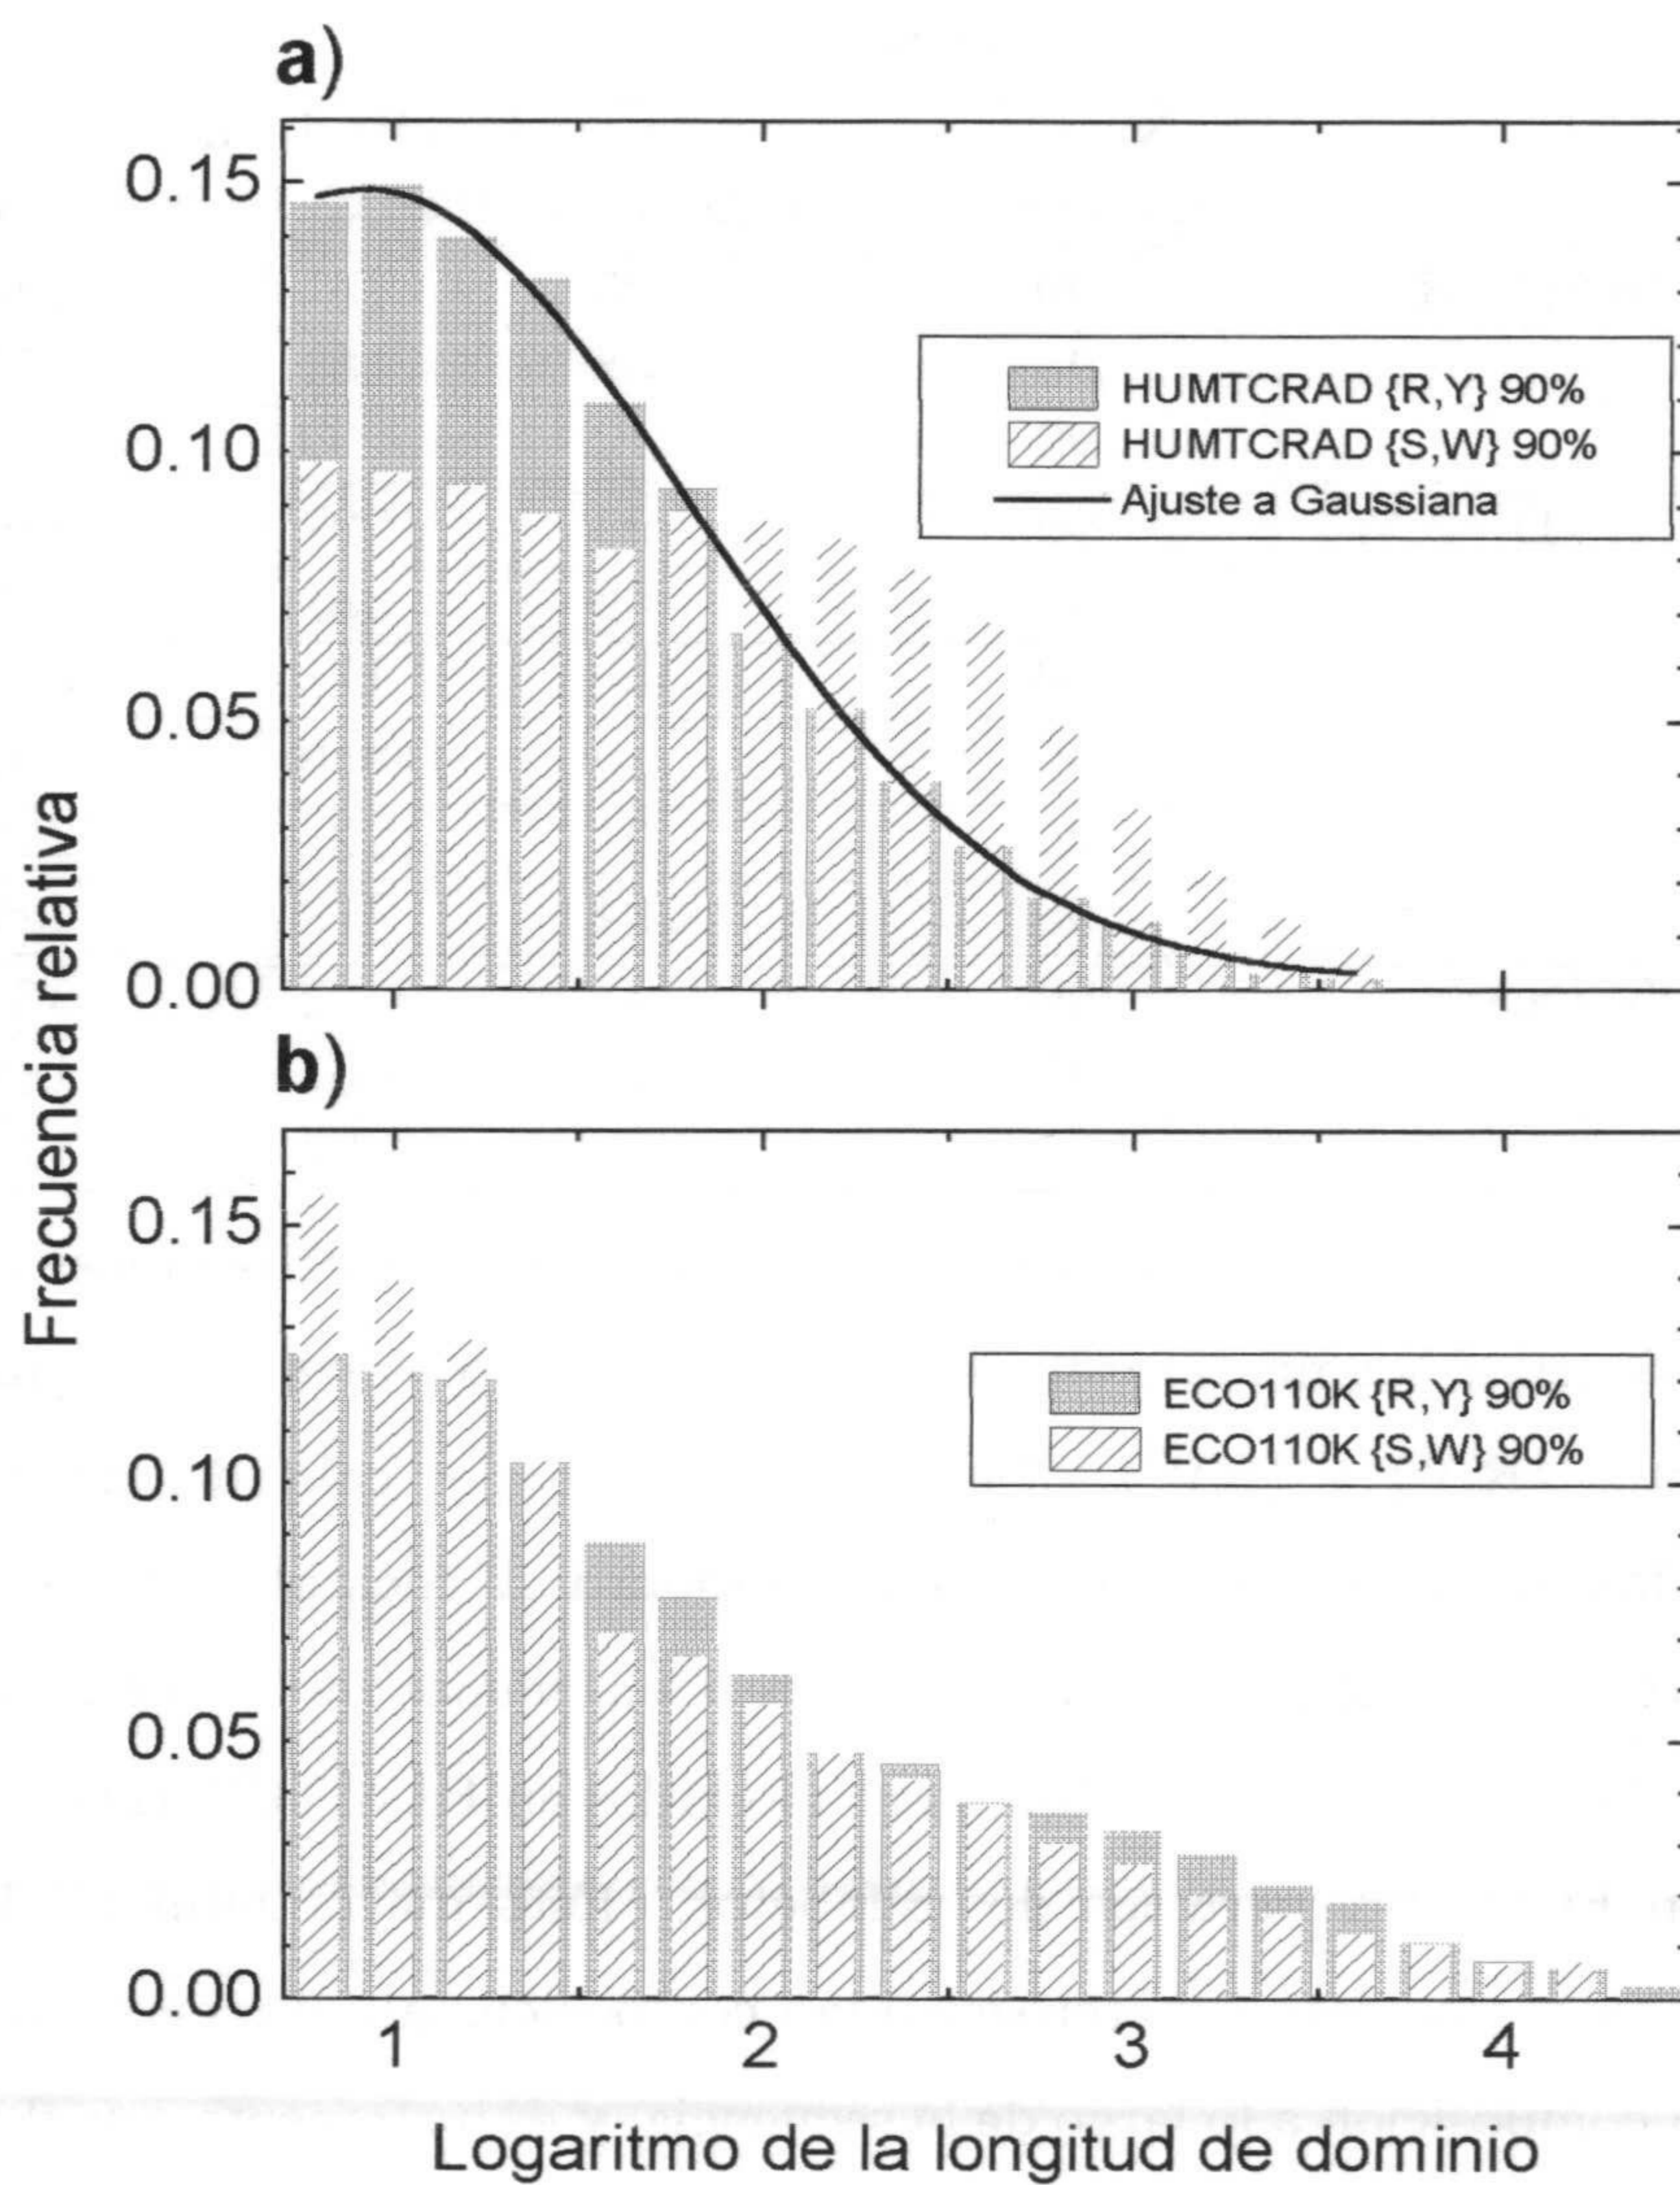 a)
0.15
0.10
0.05
0.00
HUMTCRAD {R,Y} 90%
HUMTCRAD {S,W} 90%
Ajuste a Gaussiana
Frecuencia relativa
b)
0.15
0.10
0.05
0.00
ECO110K {R,Y} 90%
ECO110K {S,W} 90%
1 2 3 4
Logaritmo de la longitud de dominio